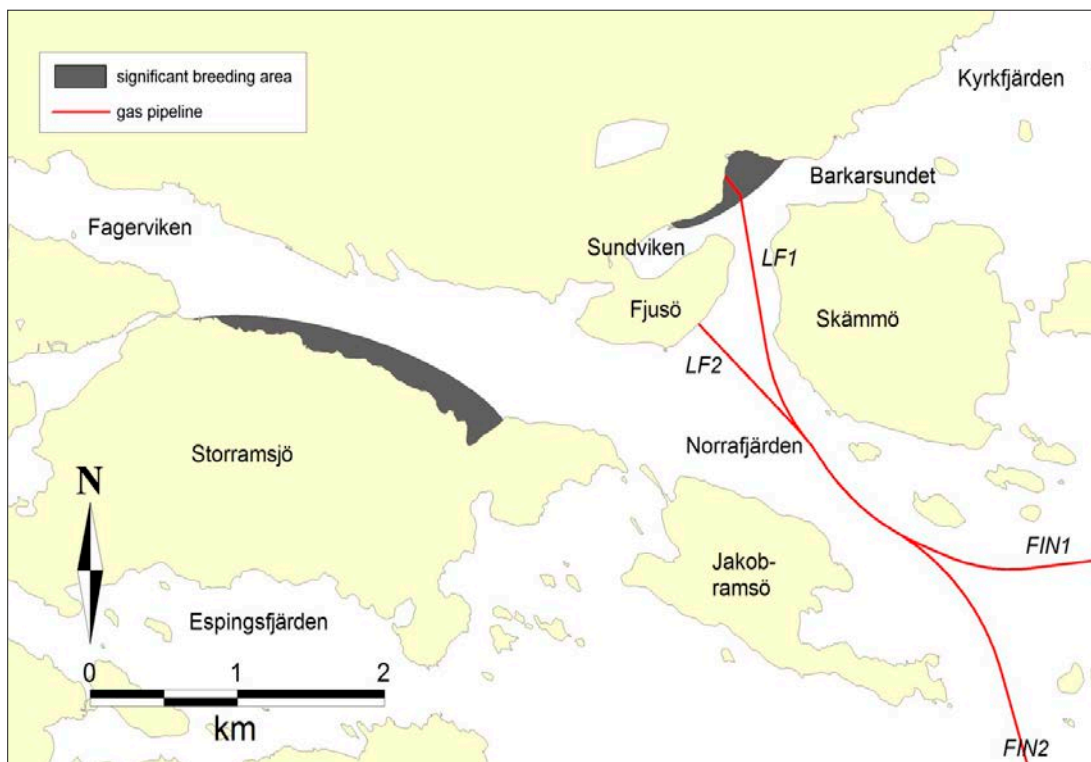 significant breeding area
gas pipeline
Kyrkfjärden
Barkarsundet
Fagerviken
Sundviken
LF1
Fjusö
Skämmö
LF2
Norrafjärden
Storramsjö
N
FIN1
Jakob-
ramsö
Espingsfjärden
0 1 2
km
FIN2